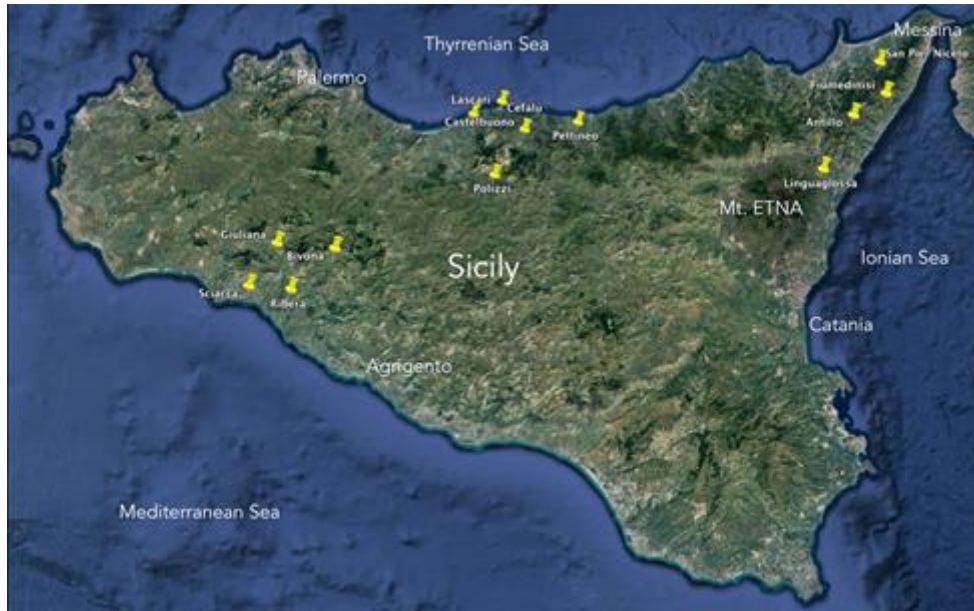 Messina
Thyrrenian Sea
San Pier Niceto
Palermo
Fiumedinisi
Lascari
Cefalu
Castelbuono
Antillo
Pettineo
Linguaglossa
Polizzi
Mt. ETNA
Giuliana
Bivona
Sicily
Ionian Sea
Sciacca
Ribera
Catania
Agrigento
Mediterranean Sea